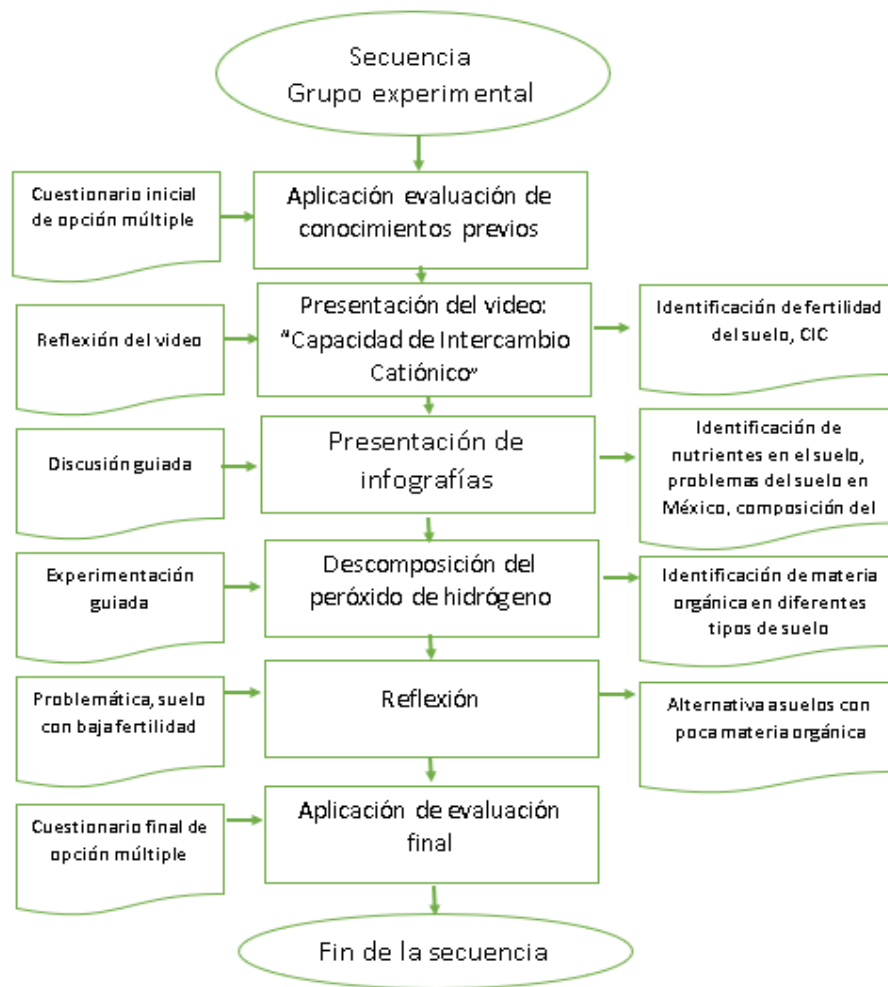 Secuencia
Grupo experimental
Cuestionario inicial
de opción múltiple
Aplicación evaluación de
conocimientos previos
Reflexión del video
Presentación del video:
“Capacidad de Intercambio
Catiónico”
Identificación de fertilidad
del suelo, CIC
Discusión guiada
Presentación de
infografías
Identificación de
nutrientes en el suelo,
problemas del suelo en
México, composición del
Experimentación
guiada
Descomposición del
peróxido de hidrógeno
Identificación de materia
orgánica en diferentes
tipos de suelo
Problemática, suelo
con baja fertilidad
Reflexión
Alternativa a suelos con
poca materia orgánica
Cuestionario final de
opción múltiple
Aplicación de evaluación
final
Fin de la secuencia